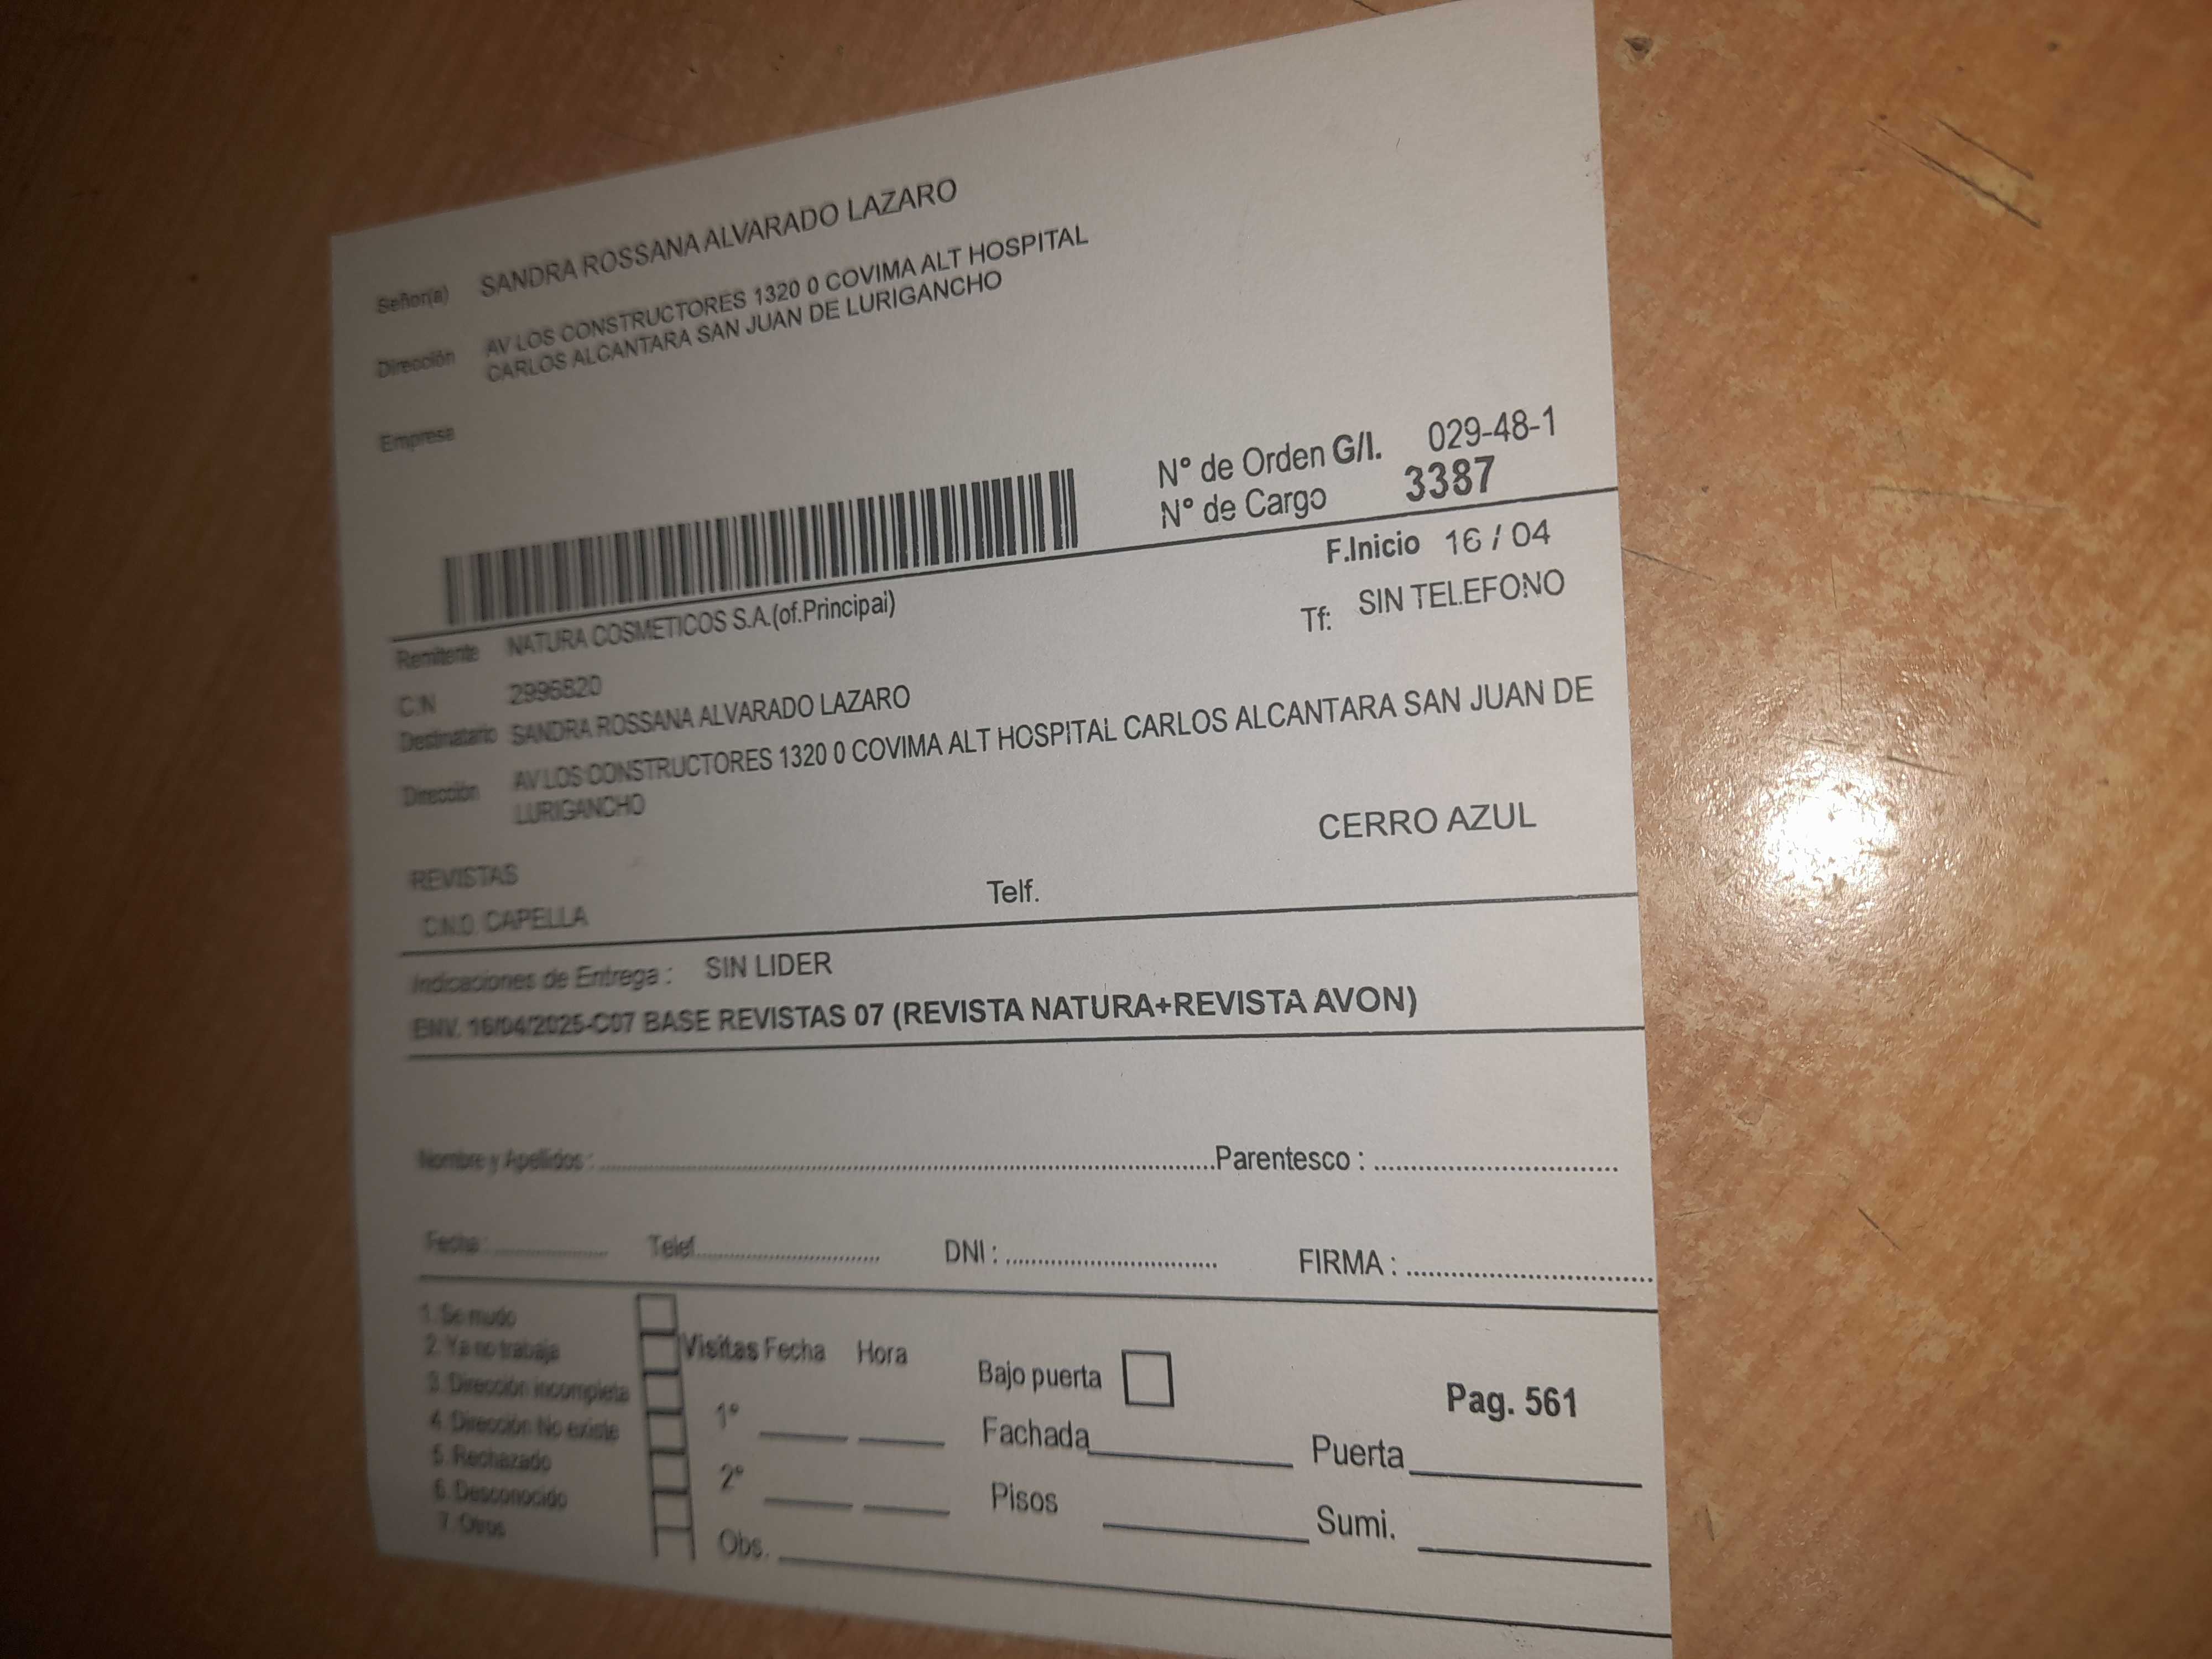 Señor(a) SANDRA ROSSANA ALVARADO LAZARO
Dirección AV LOS CONSTRUCTORES 1320 0 COVIMA ALT HOSPITAL
CARLOS ALCANTARA SAN JUAN DE LURIGANCHO
Empresa
N° de Orden G/I. 029-48-1
N° de Cargo 3387
F.Inicio 16 / 04
Remitente NATURA COSMETICOS S.A.(of.Principal)
Tf: SIN TELEFONO
C.N 2996820
Destinatario SANDRA ROSSANA ALVARADO LAZARO
Dirección AV LOS CONSTRUCTORES 1320 0 COVIMA ALT HOSPITAL CARLOS ALCANTARA SAN JUAN DE
LURIGANCHO
CERRO AZUL
REVISTAS
C.N.O. CAPELLA Telf.
Indicaciones de Entrega : SIN LIDER
ENV. 16/04/2025-C07 BASE REVISTAS 07 (REVISTA NATURA+REVISTA AVON)
Nombre y Apellidos : Parentesco :
Fecha : Telef. DNI : FIRMA :
1. Se mudo
2. Ya no trabaja
3. Dirección incompleta
4. Dirección No existe
5. Rechazado
6. Desconocido
7. Otros
Visitas Fecha Hora
1°
2°
Obs.
Bajo puerta
Pag. 561
Fachada Puerta
Pisos Sumi.